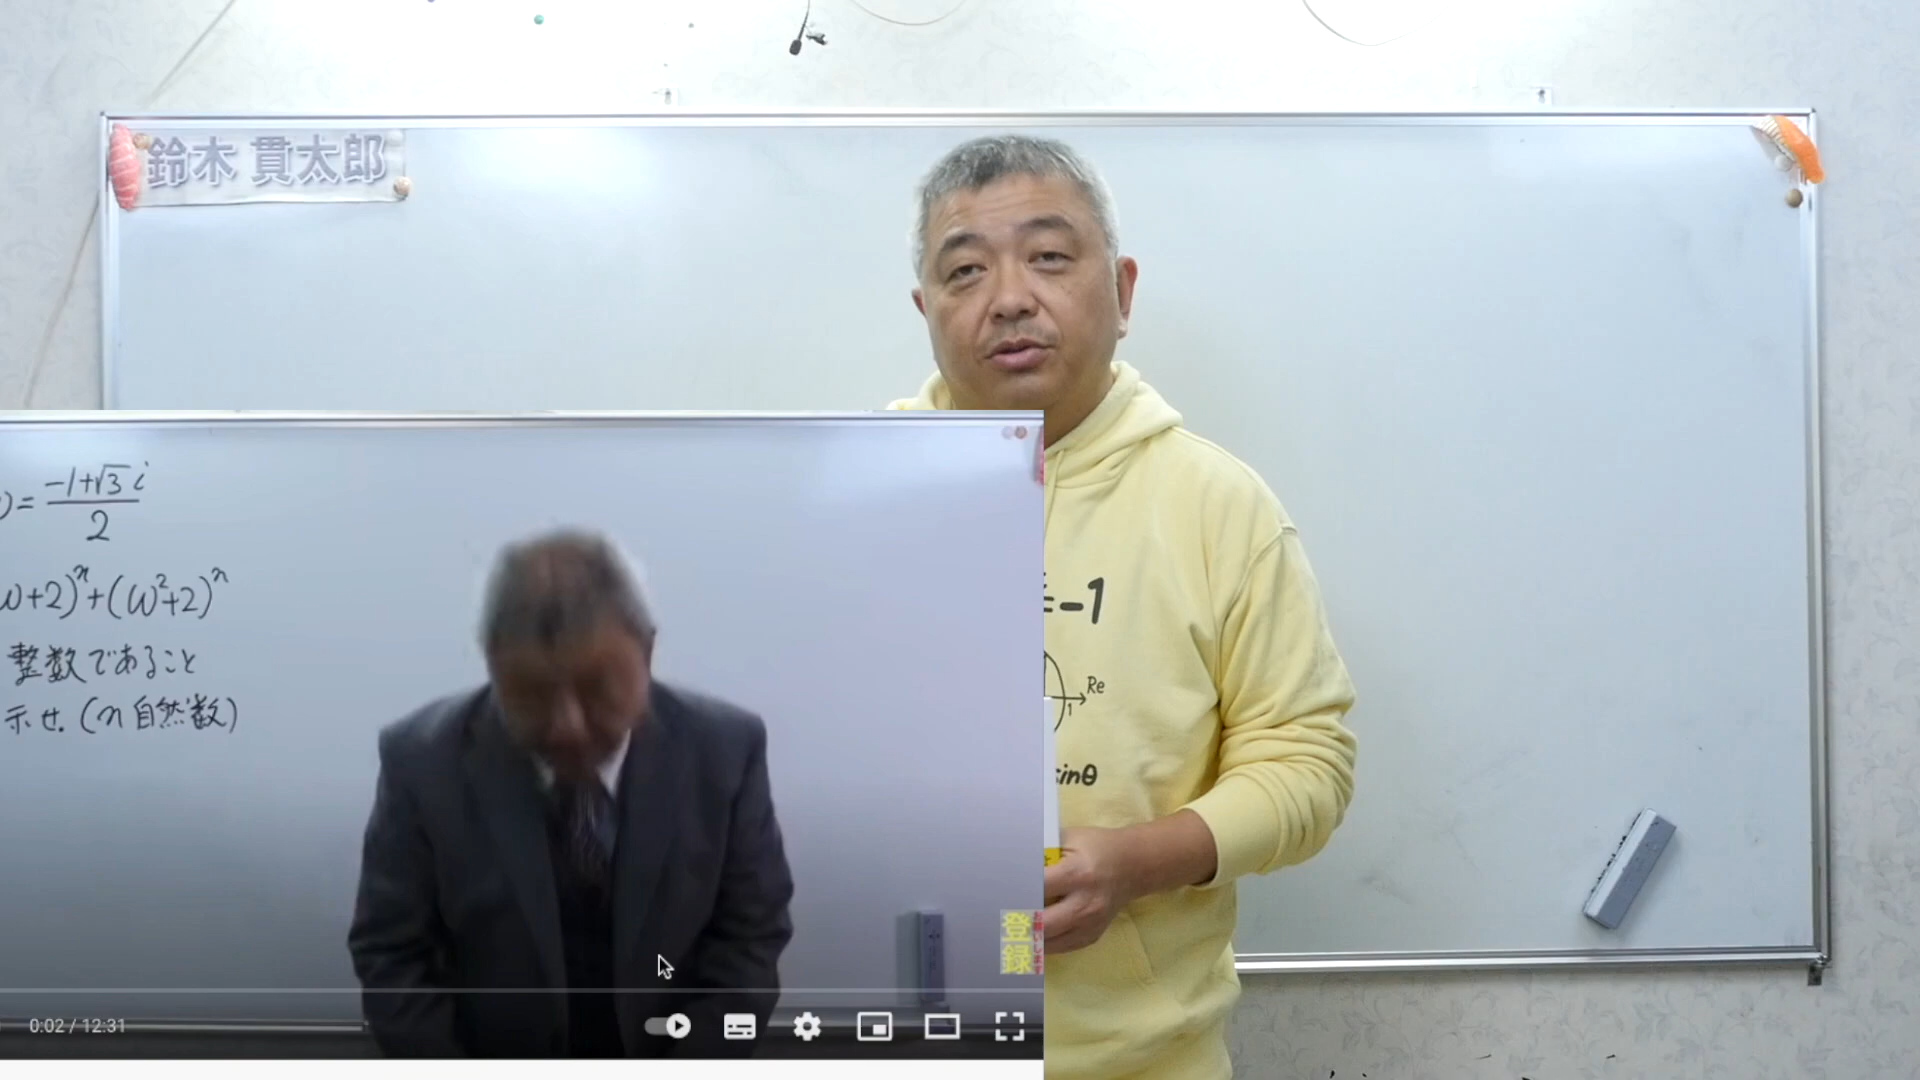 鈴木 貫太郎
)=
-1+√3 i
2
ω+2)ⁿ+(ω²+2)ⁿ
整数であること
示せ. (n 自然数)
=-1
Re
1
sinθ
登録
0:02 / 12:31